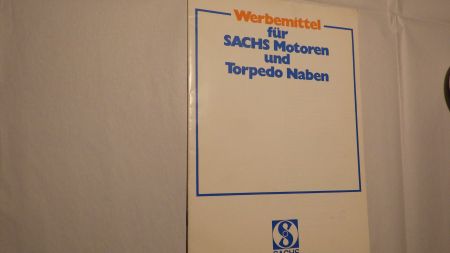 Werbemittel
für
SACHS Motoren
und
Torpedo Naben
SACHS